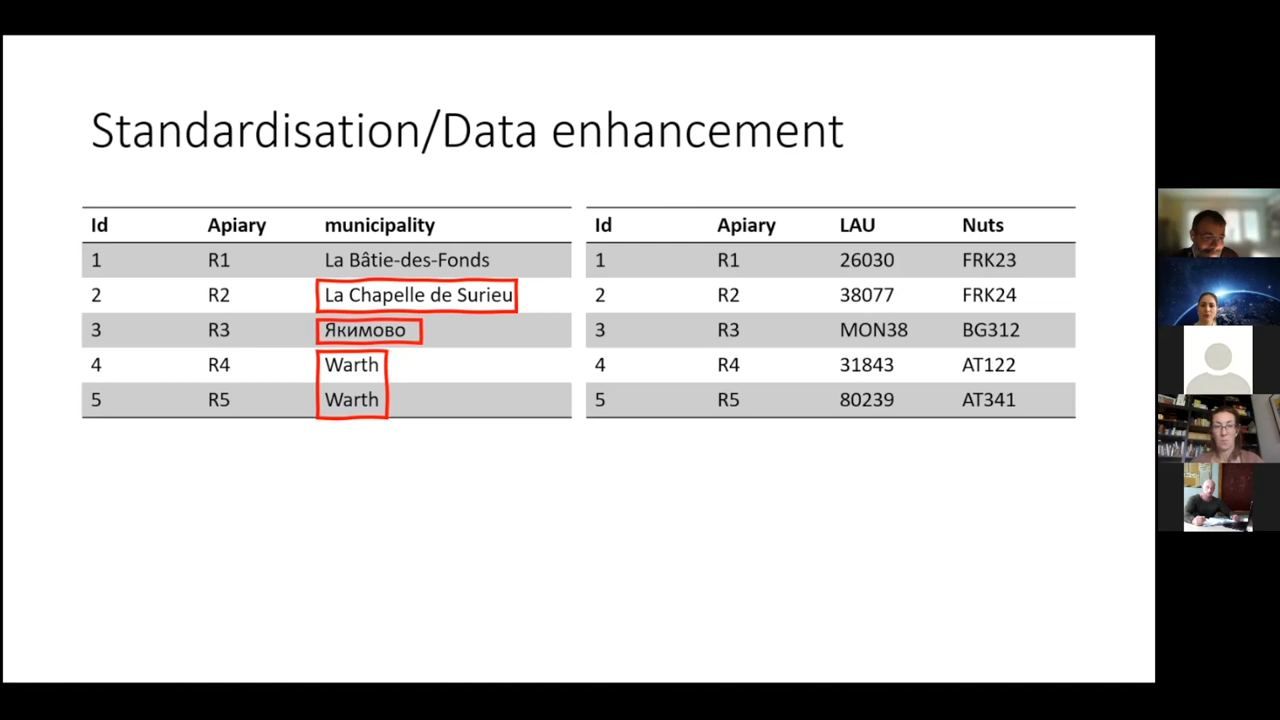 Standardisation/Data enhancement
Id Apiary municipality
1 R1 La Bâtie-des-Fonds
2 R2 La Chapelle de Surieu
3 R3 Якимово
4 R4 Warth
5 R5 Warth
Id Apiary LAU Nuts
1 R1 26030 FRK23
2 R2 38077 FRK24
3 R3 MON38 BG312
4 R4 31843 AT122
5 R5 80239 AT341